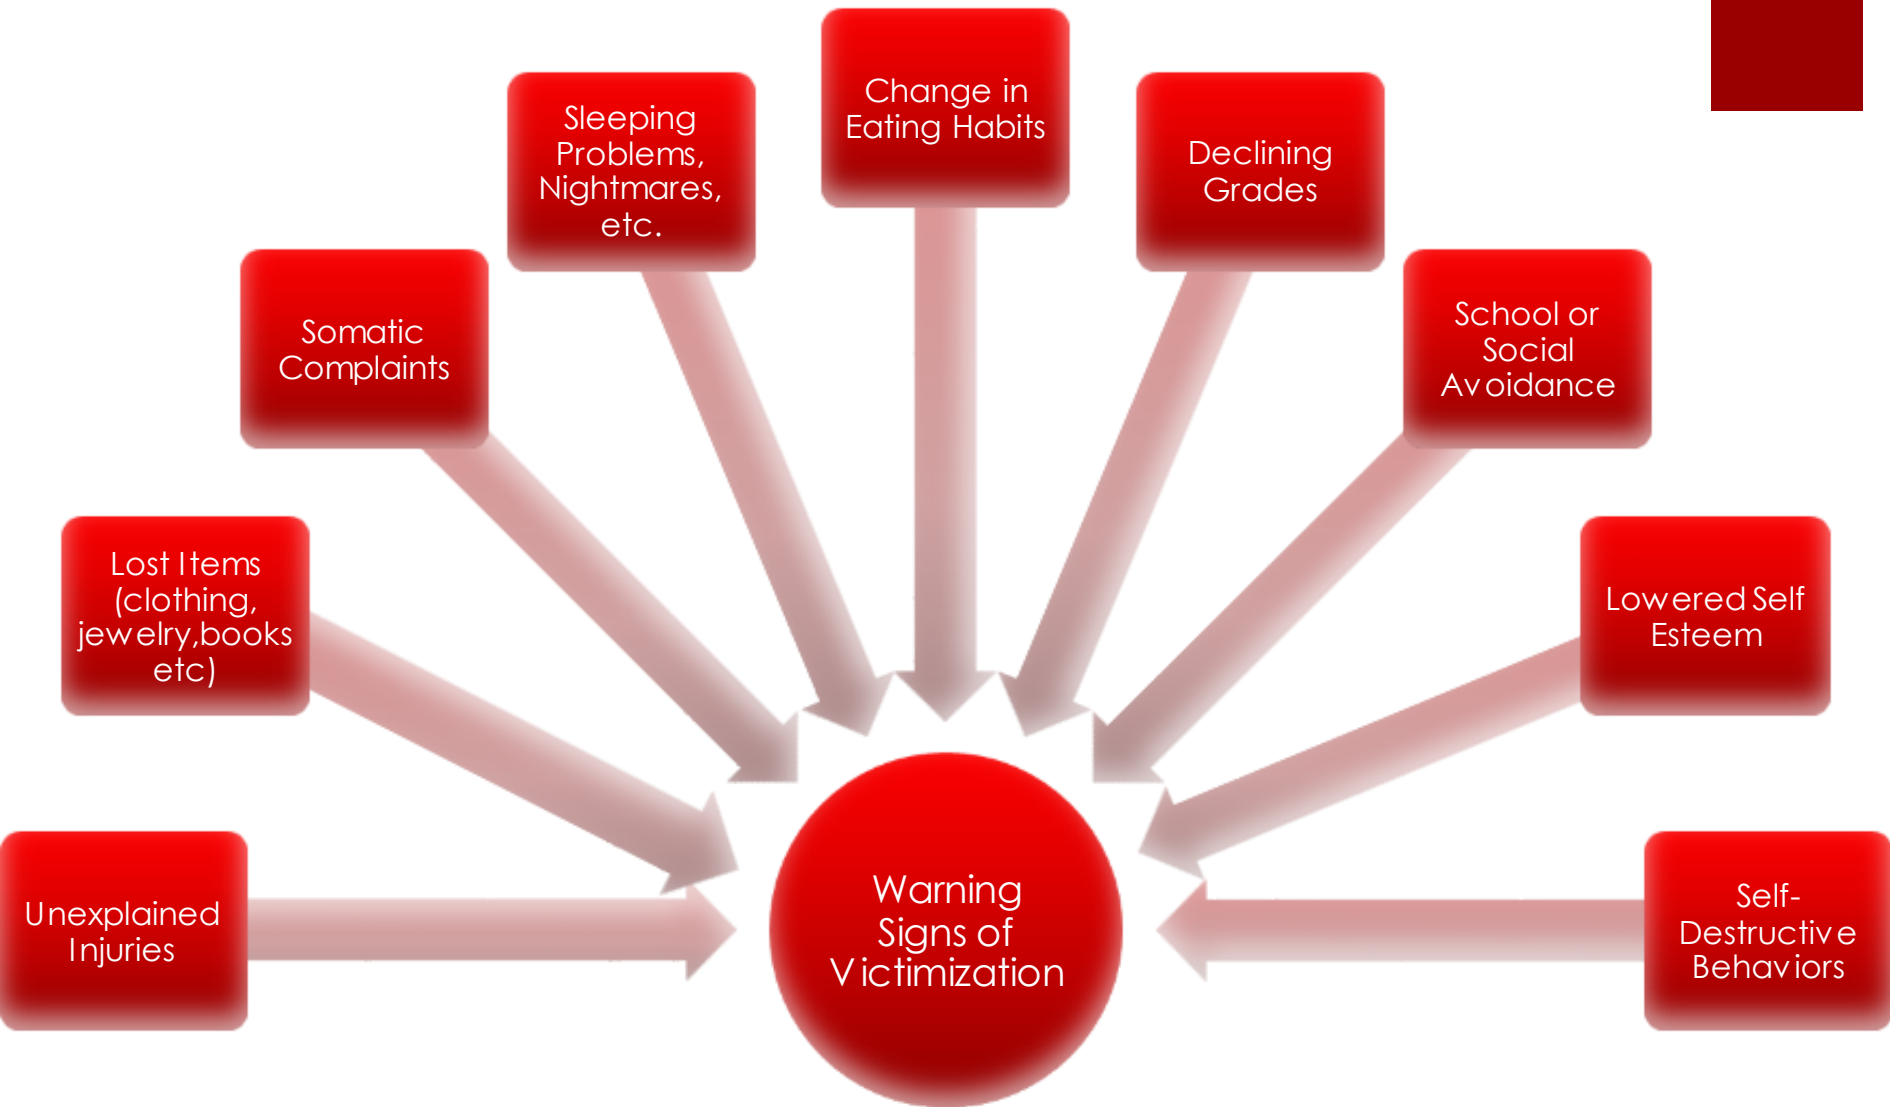 Change in
Eating Habits
Sleeping
Problems,
Nightmares,
etc.
Declining
Grades
Somatic
Complaints
School or
Social
Avoidance
Lost Items
(clothing,
jewelry,books
etc)
Lowered Self
Esteem
Unexplained
Injuries
Warning
Signs of
Victimization
Self-
Destructive
Behaviors